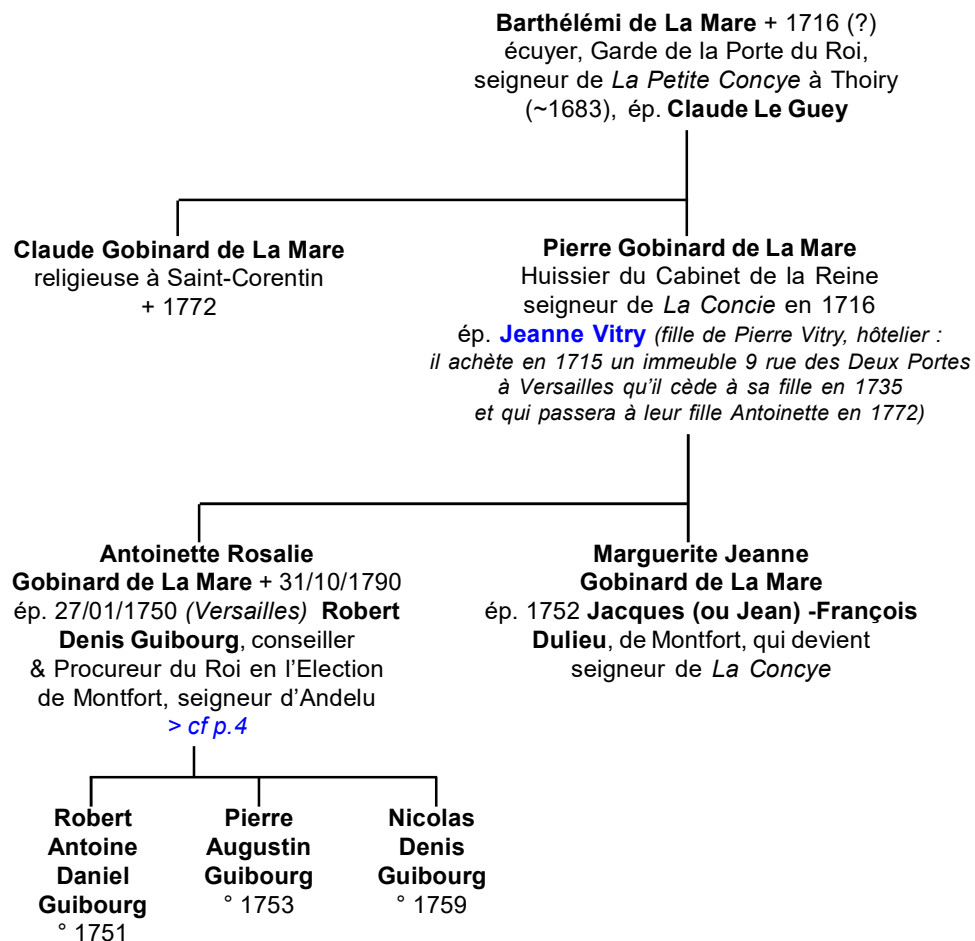 Barthélémi de La Mare + 1716 (?)
écuyer, Garde de la Porte du Roi,
seigneur de La Petite Concye à Thoiry
(~1683), ép. Claude Le Guey
Claude Gobinard de La Mare
religieuse à Saint-Corentin
+ 1772
Pierre Gobinard de La Mare
Huissier du Cabinet de la Reine
seigneur de La Concie en 1716
ép. Jeanne Vitry (fille de Pierre Vitry, hôtelier :
il achète en 1715 un immeuble 9 rue des Deux Portes
à Versailles qu'il cède à sa fille en 1735
et qui passera à leur fille Antoinette en 1772)
Antoinette Rosalie
Gobinard de La Mare + 31/10/1790
ép. 27/01/1750 (Versailles) Robert
Denis Guibourg, conseiller
& Procureur du Roi en l'Election
de Montfort, seigneur d'Andelu
> cf p.4
Marguerite Jeanne
Gobinard de La Mare
ép. 1752 Jacques (ou Jean) -François
Dulieu, de Montfort, qui devient
seigneur de La Concye
Robert
Antoine
Daniel
Guibourg
° 1751
Pierre
Augustin
Guibourg
° 1753
Nicolas
Denis
Guibourg
° 1759